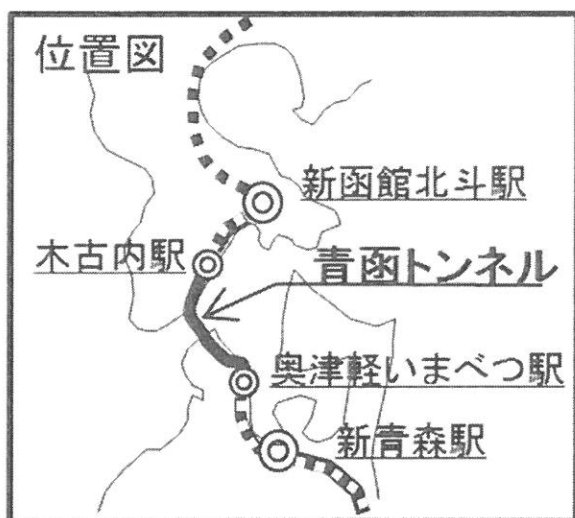 位置図
新函館北斗駅
木古内駅
青函トンネル
奥津軽いまべつ駅
新青森駅